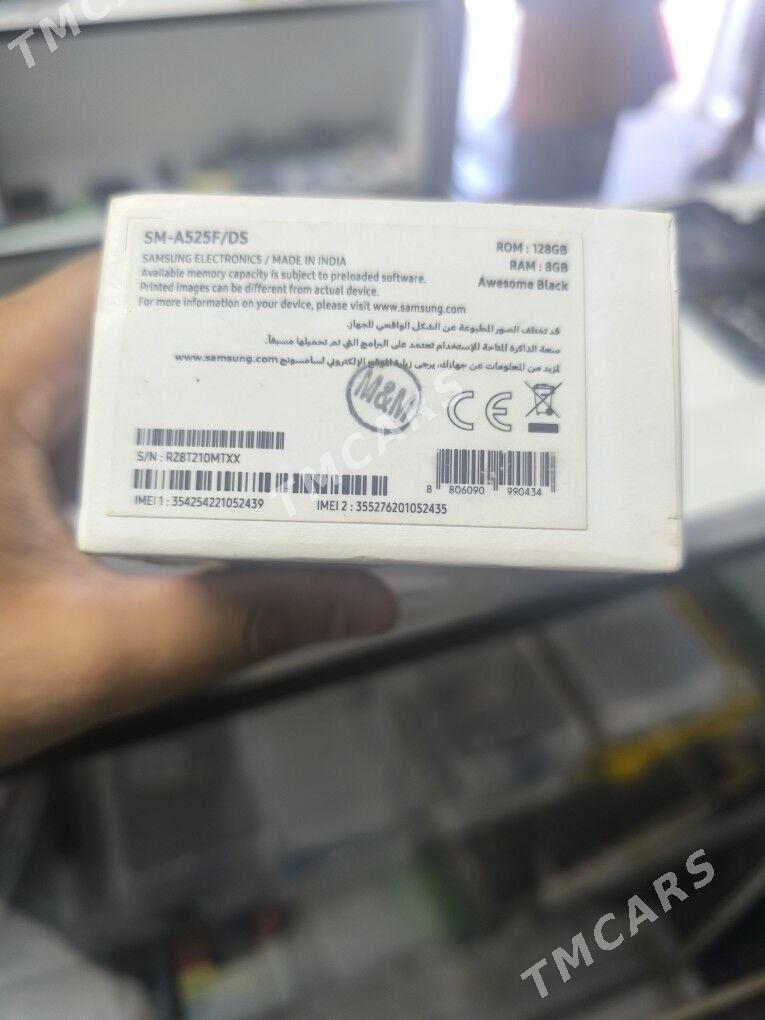 TMCARS
SM-A525F/DS
SAMSUNG ELECTRONICS / MADE IN INDIA
Available memory capacity is subject to preloaded software.
Printed images can be different from actual device.
For more information on your device, please visit www.samsung.com
ROM : 128GB
RAM : 8GB
Awesome Black
قد تختلف الصور المطبوعة عن الشكل الواقعي للجهاز.
سعة الذاكرة المتاحة للإستخدام تعتمد على البرامج التي تم تحميلها مسبقاً.
لمزيد من المعلومات عن جهازك، يرجى زيارة الموقع الإلكتروني لسامسونج www.samsung.com
M&M
CE
S/N : RZ8T210MTXX
IMEI 1 : 354254221052439
IMEI 2 : 355276201052435
8 806090 990434
TMCARS
TMCARS